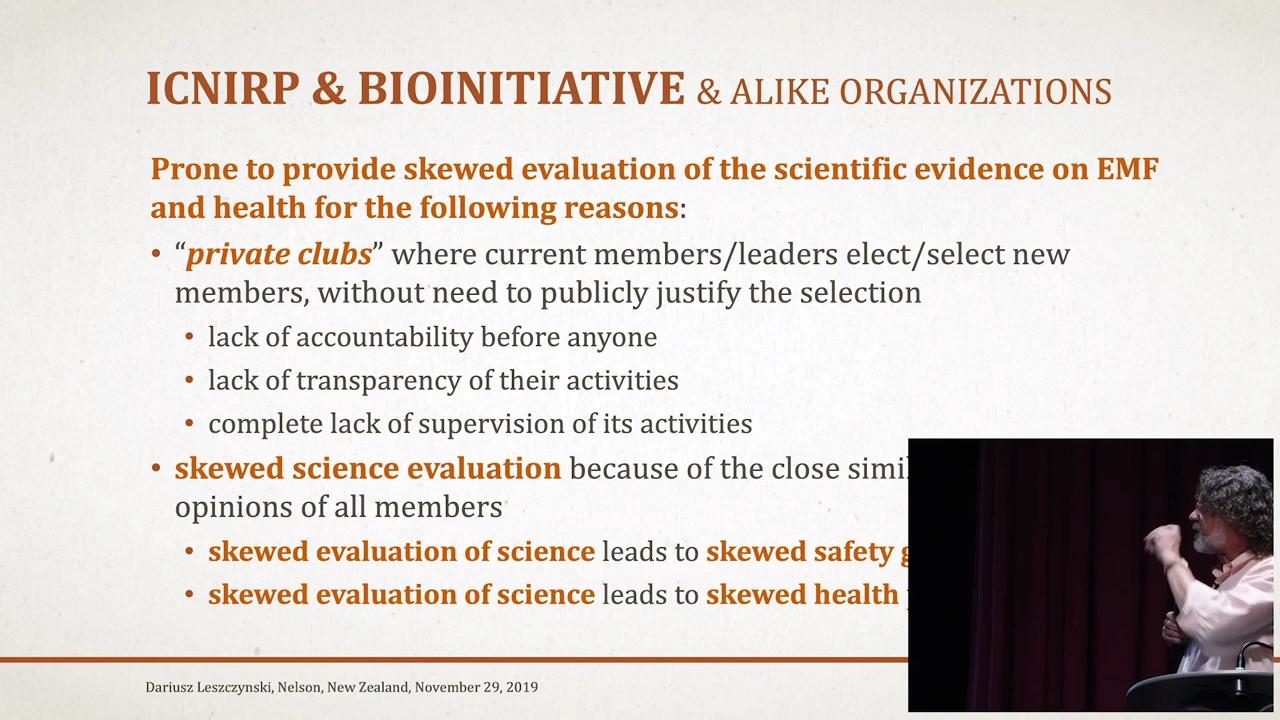 ICNIRP & BIOINITIATIVE & ALIKE ORGANIZATIONS
Prone to provide skewed evaluation of the scientific evidence on EMF
and health for the following reasons:
• “private clubs” where current members/leaders elect/select new
members, without need to publicly justify the selection
• lack of accountability before anyone
• lack of transparency of their activities
• complete lack of supervision of its activities
• skewed science evaluation because of the close
opinions of all members
• skewed evaluation of science leads to skewed safety
• skewed evaluation of science leads to skewed health
Dariusz Leszczynski, Nelson, New Zealand, November 29, 2019